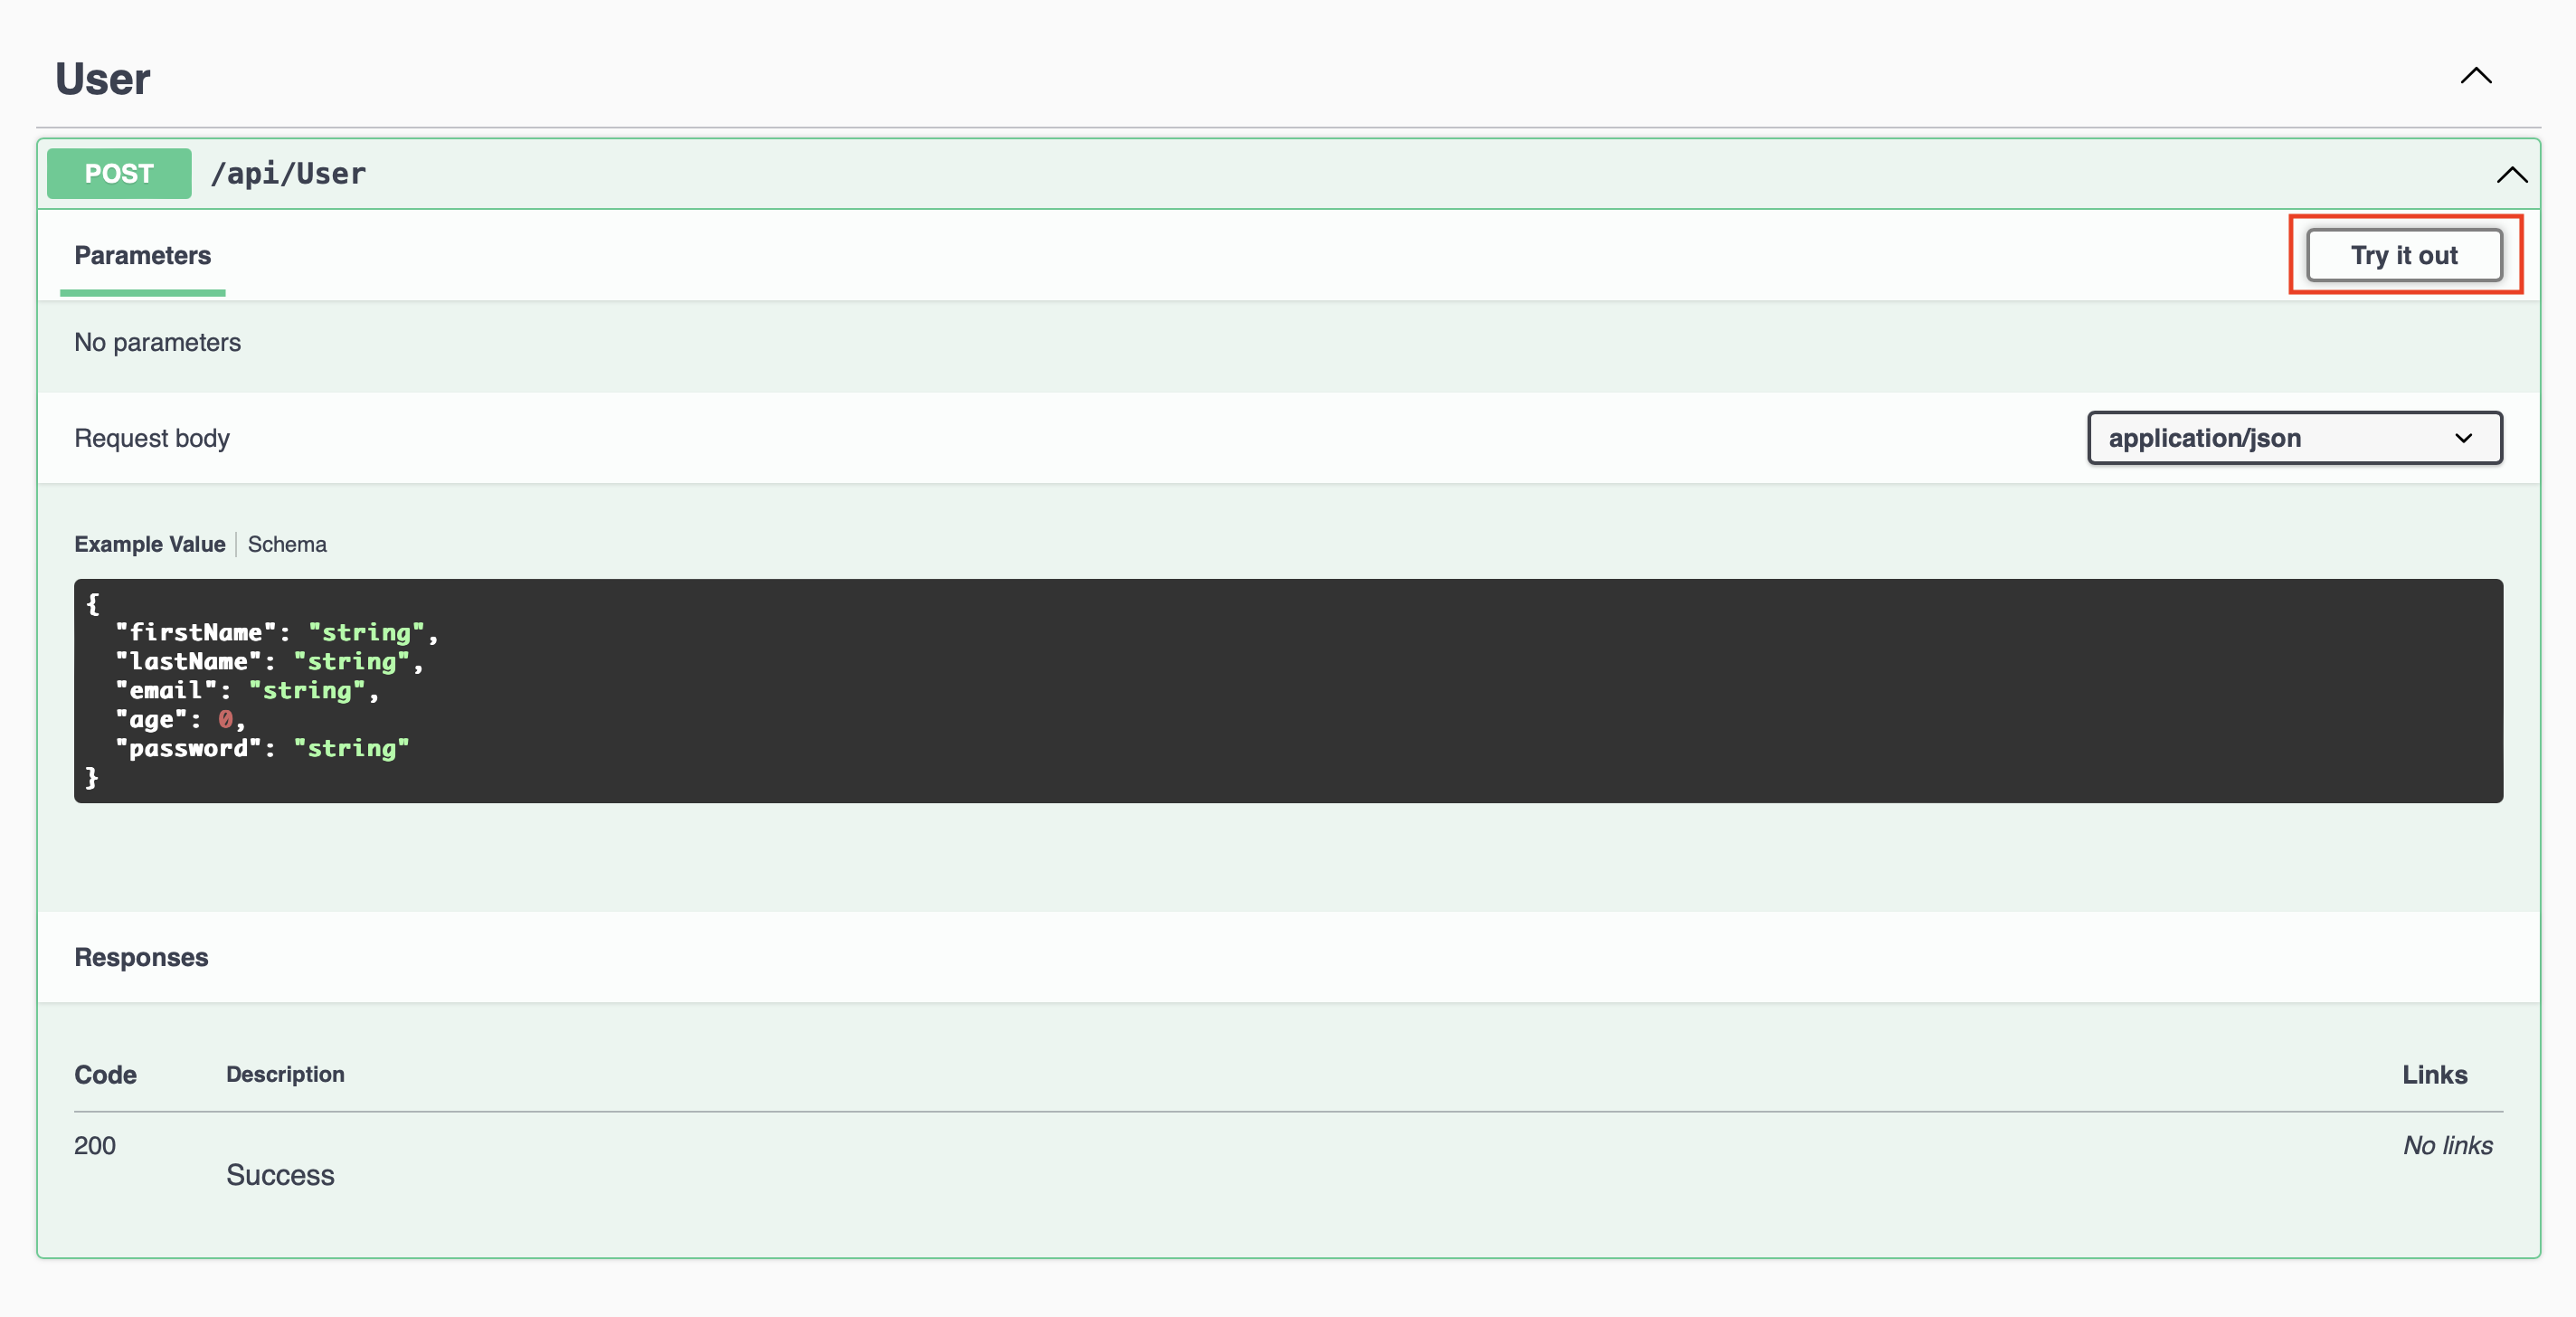 User
POST /api/User
Parameters Try it out
No parameters
Request body application/json
Example Value Schema
{
  "firstName": "string",
  "lastName": "string",
  "email": "string",
  "age": 0,
  "password": "string"
}
Responses
Code Description Links
200 No links
Success